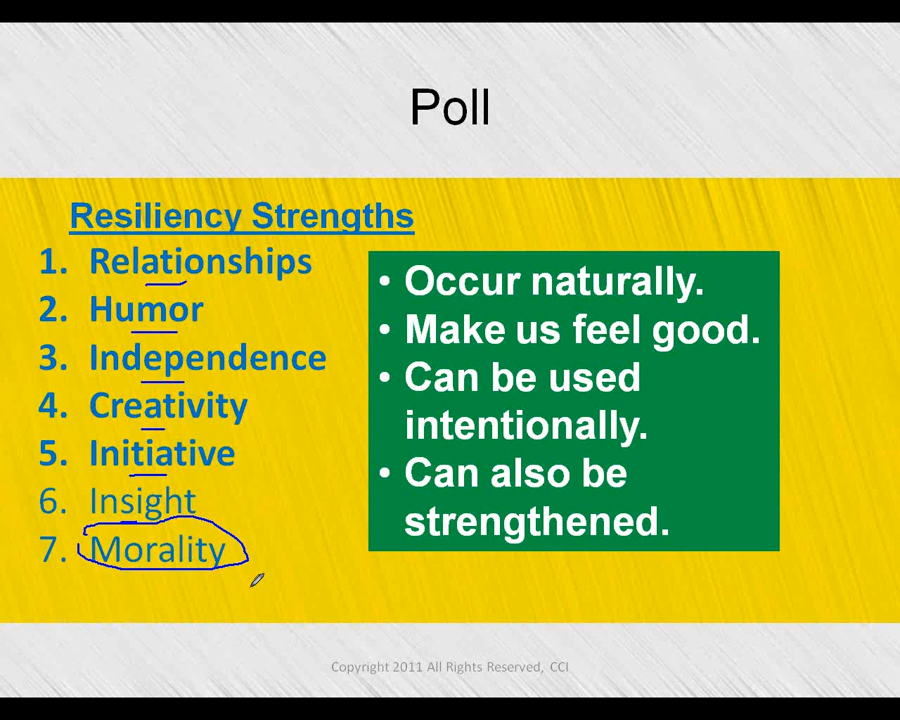 Poll
Resiliency Strengths
1. Relationships
2. Humor
3. Independence
4. Creativity
5. Initiative
6. Insight
7. Morality
• Occur naturally.
• Make us feel good.
• Can be used
intentionally.
• Can also be
strengthened.
Copyright 2011 All Rights Reserved, CCI